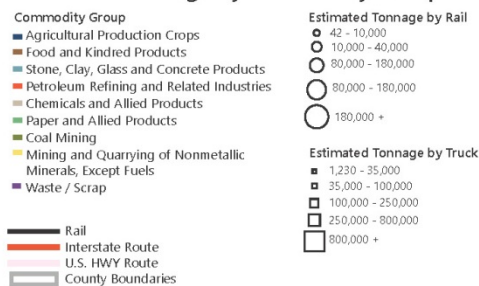 Commodity Group
Agricultural Production Crops
Food and Kindred Products
Stone, Clay, Glass and Concrete Products
Petroleum Refining and Related Industries
Chemicals and Allied Products
Paper and Allied Products
Coal Mining
Mining and Quarrying of Nonmetallic
Minerals, Except Fuels
Waste / Scrap
Rail
Interstate Route
U.S. HWY Route
County Boundaries
Estimated Tonnage by Rail
42 - 10,000
10,000 - 40,000
80,000 - 180,000
80,000 - 180,000
180,000 +
Estimated Tonnage by Truck
1,230 - 35,000
35,000 - 100,000
100,000 - 250,000
250,000 - 800,000
800,000 +